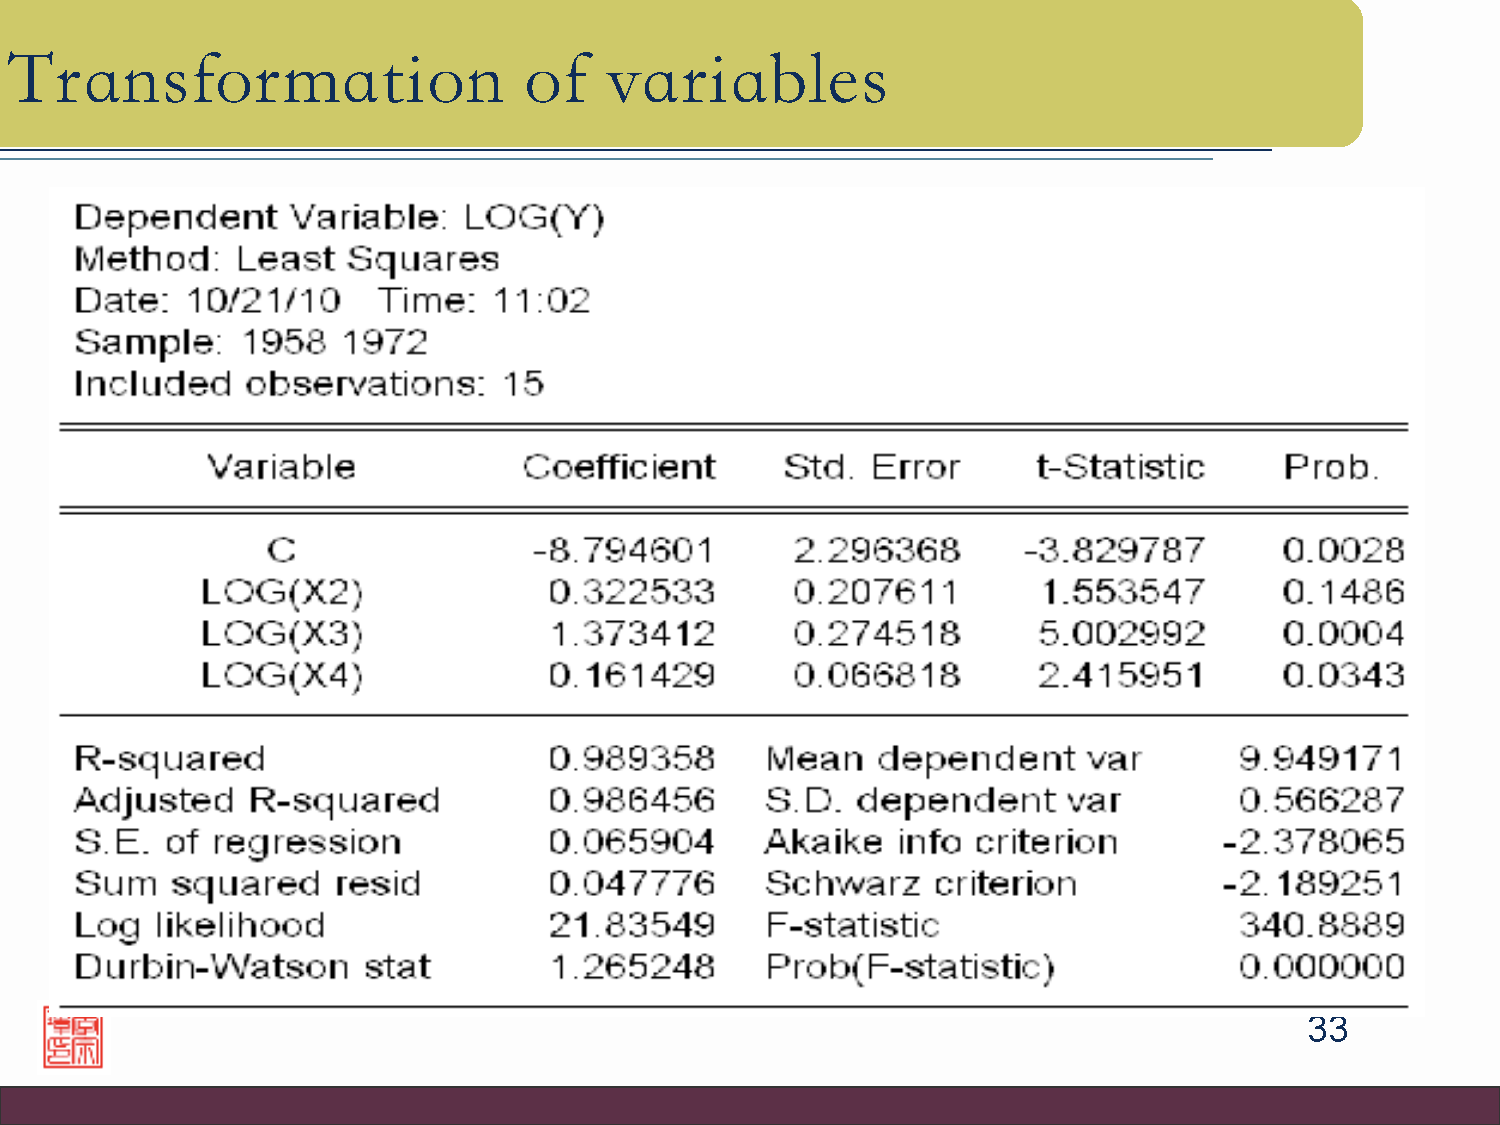 Transformation of variables
Dependent Variable: LOG(Y)
Method: Least Squares
Date: 10/21/10 Time: 11:02
Sample: 1958 1972
Included observations: 15
Variable Coefficient Std. Error t-Statistic Prob.
C -8.794601 2.296368 -3.829787 0.0028
LOG(X2) 0.322533 0.207611 1.553547 0.1486
LOG(X3) 1.373412 0.274518 5.002992 0.0004
LOG(X4) 0.161429 0.066818 2.415951 0.0343
R-squared 0.989358 Mean dependent var 9.949171
Adjusted R-squared 0.986456 S.D. dependent var 0.566287
S.E. of regression 0.065904 Akaike info criterion -2.378065
Sum squared resid 0.047776 Schwarz criterion -2.189251
Log likelihood 21.83549 F-statistic 340.8889
Durbin-Watson stat 1.265248 Prob(F-statistic) 0.000000
33